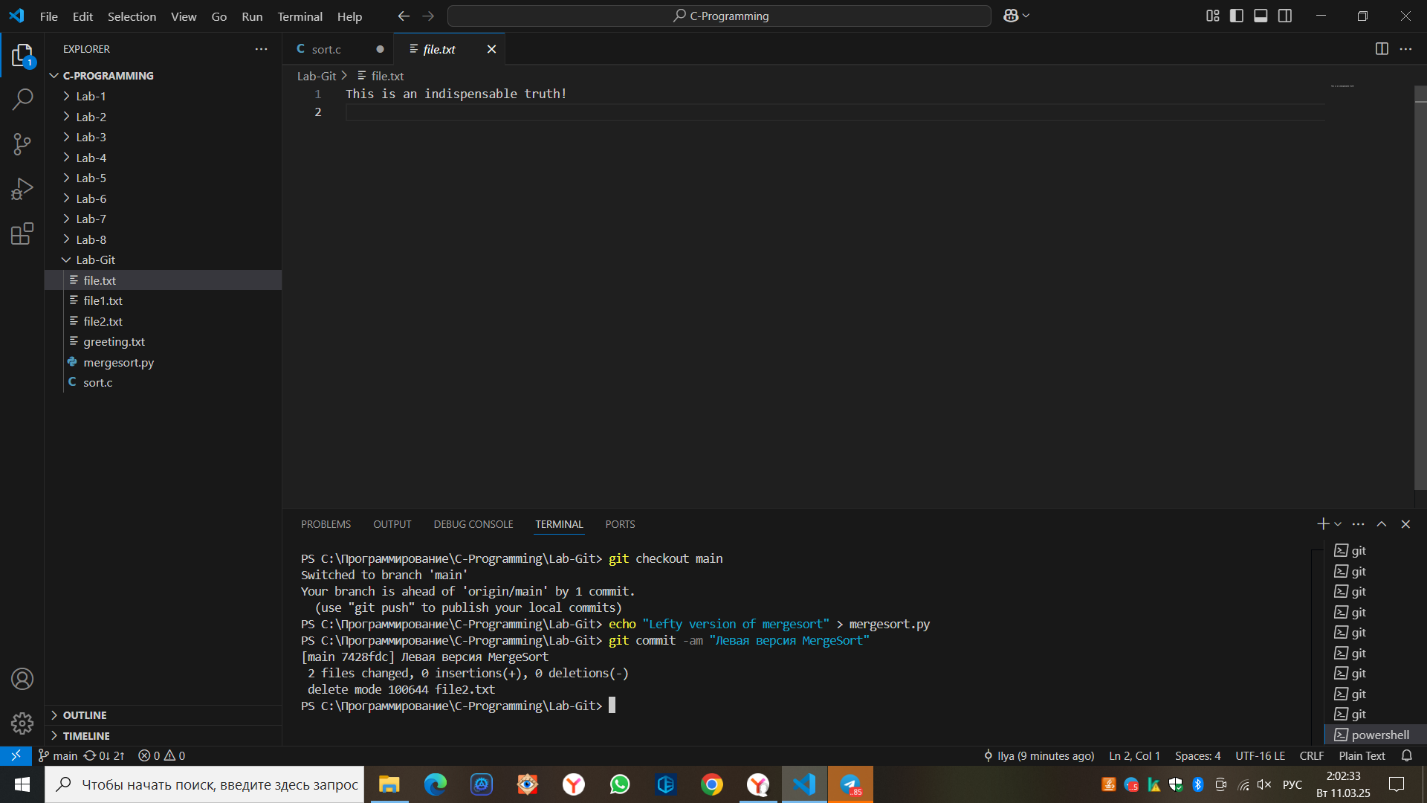 File Edit Selection View Go Run Terminal Help C-Programming
EXPLORER
sort.c
file.txt
C-PROGRAMMING
Lab-1
Lab-2
Lab-3
Lab-4
Lab-5
Lab-6
Lab-7
Lab-8
Lab-Git
file.txt
file1.txt
file2.txt
greeting.txt
mergesort.py
C sort.c
OUTLINE
TIMELINE
Lab-Git > file.txt
1 This is an indispensable truth!
2
PROBLEMS OUTPUT DEBUG CONSOLE TERMINAL PORTS
PS C:\Программирование\C-Programming\Lab-Git> git checkout main
Switched to branch 'main'
Your branch is ahead of 'origin/main' by 1 commit.
(use "git push" to publish your local commits)
PS C:\Программирование\C-Programming\Lab-Git> echo "Lefty version of mergesort" > mergesort.py
PS C:\Программирование\C-Programming\Lab-Git> git commit -am "Левая версия MergeSort"
[main 7428fdc] Левая версия MergeSort
2 files changed, 0 insertions(+), 0 deletions(-)
delete mode 100644 file2.txt
PS C:\Программирование\C-Programming\Lab-Git>
git
git
git
git
git
git
git
git
git
powershell
main 0↓ 2↑ 0 0 Ilya (9 minutes ago) Ln 2, Col 1 Spaces: 4 UTF-16 LE CRLF Plain Text
Чтобы начать поиск, введите здесь запрос
85
РУС
2:02:33
Вт 11.03.25